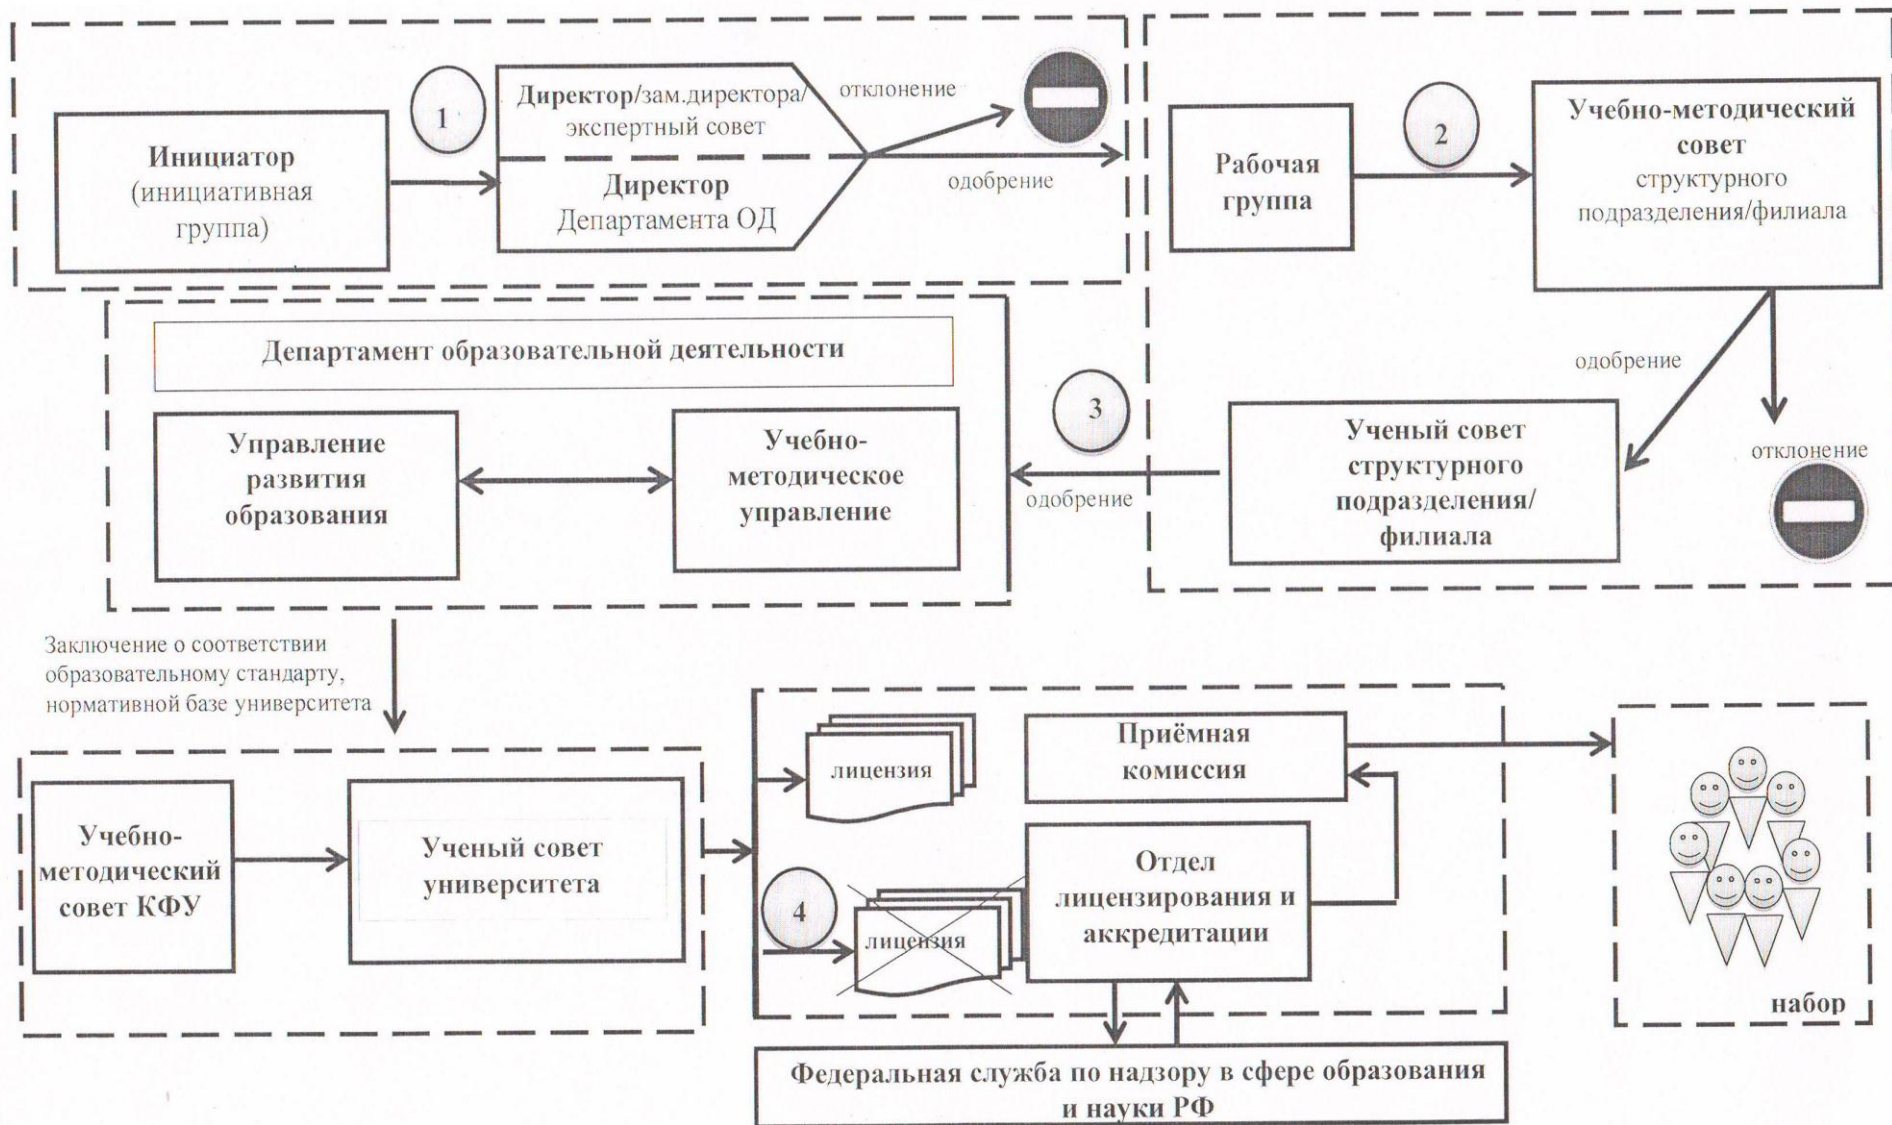 1
Инициатор
(инициативная
группа)
Директор/зам.директора/
экспертный совет
Директор
Департамента ОД
отклонение
одобрение
Рабочая
группа
2
Учебно-методический
совет
структурного
подразделения/филиала
одобрение
отклонение
Ученый совет
структурного
подразделения/
филиала
3
одобрение
Департамент образовательной деятельности
Управление
развития
образования
Учебно-
методическое
управление
Заключение о соответствии
образовательному стандарту,
нормативной базе университета
Учебно-
методический
совет КФУ
Ученый совет
университета
лицензия
4
лицензия
Приёмная
комиссия
Отдел
лицензирования и
аккредитации
набор
Федеральная служба по надзору в сфере образования
и науки РФ